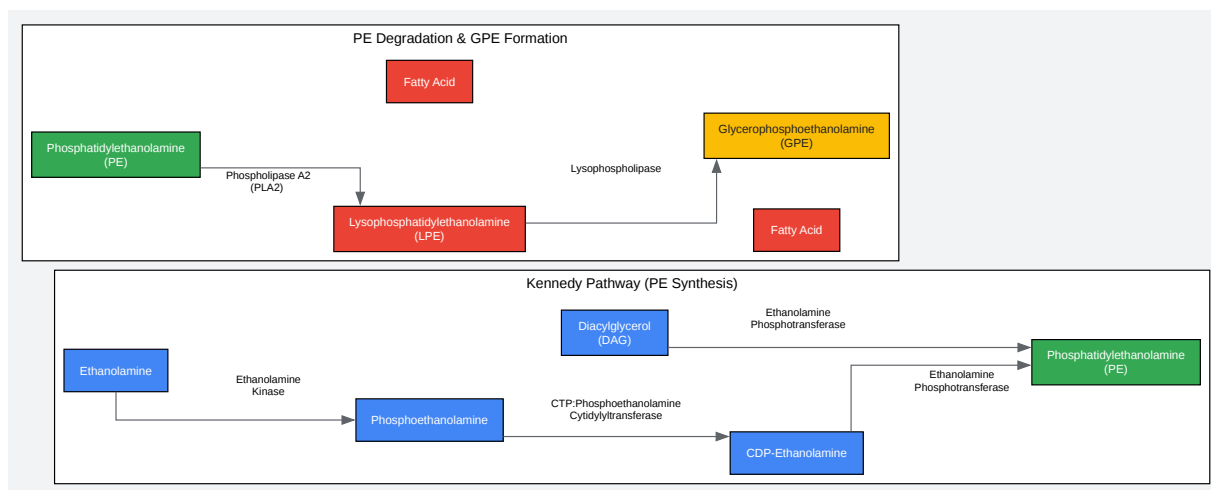 PE Degradation & GPE Formation
Fatty Acid
Phosphatidylethanolamine
(PE)
Phospholipase A2
(PLA2)
Lysophosphatidylethanolamine
(LPE)
Lysophospholipase
Glycerophosphoethanolamine
(GPE)
Fatty Acid
Kennedy Pathway (PE Synthesis)
Ethanolamine
Ethanolamine
Kinase
Phosphoethanolamine
CTP:Phosphoethanolamine
Cytidylyltransferase
Diacylglycerol
(DAG)
Ethanolamine
Phosphotransferase
CDP-Ethanolamine
Ethanolamine
Phosphotransferase
Phosphatidylethanolamine
(PE)